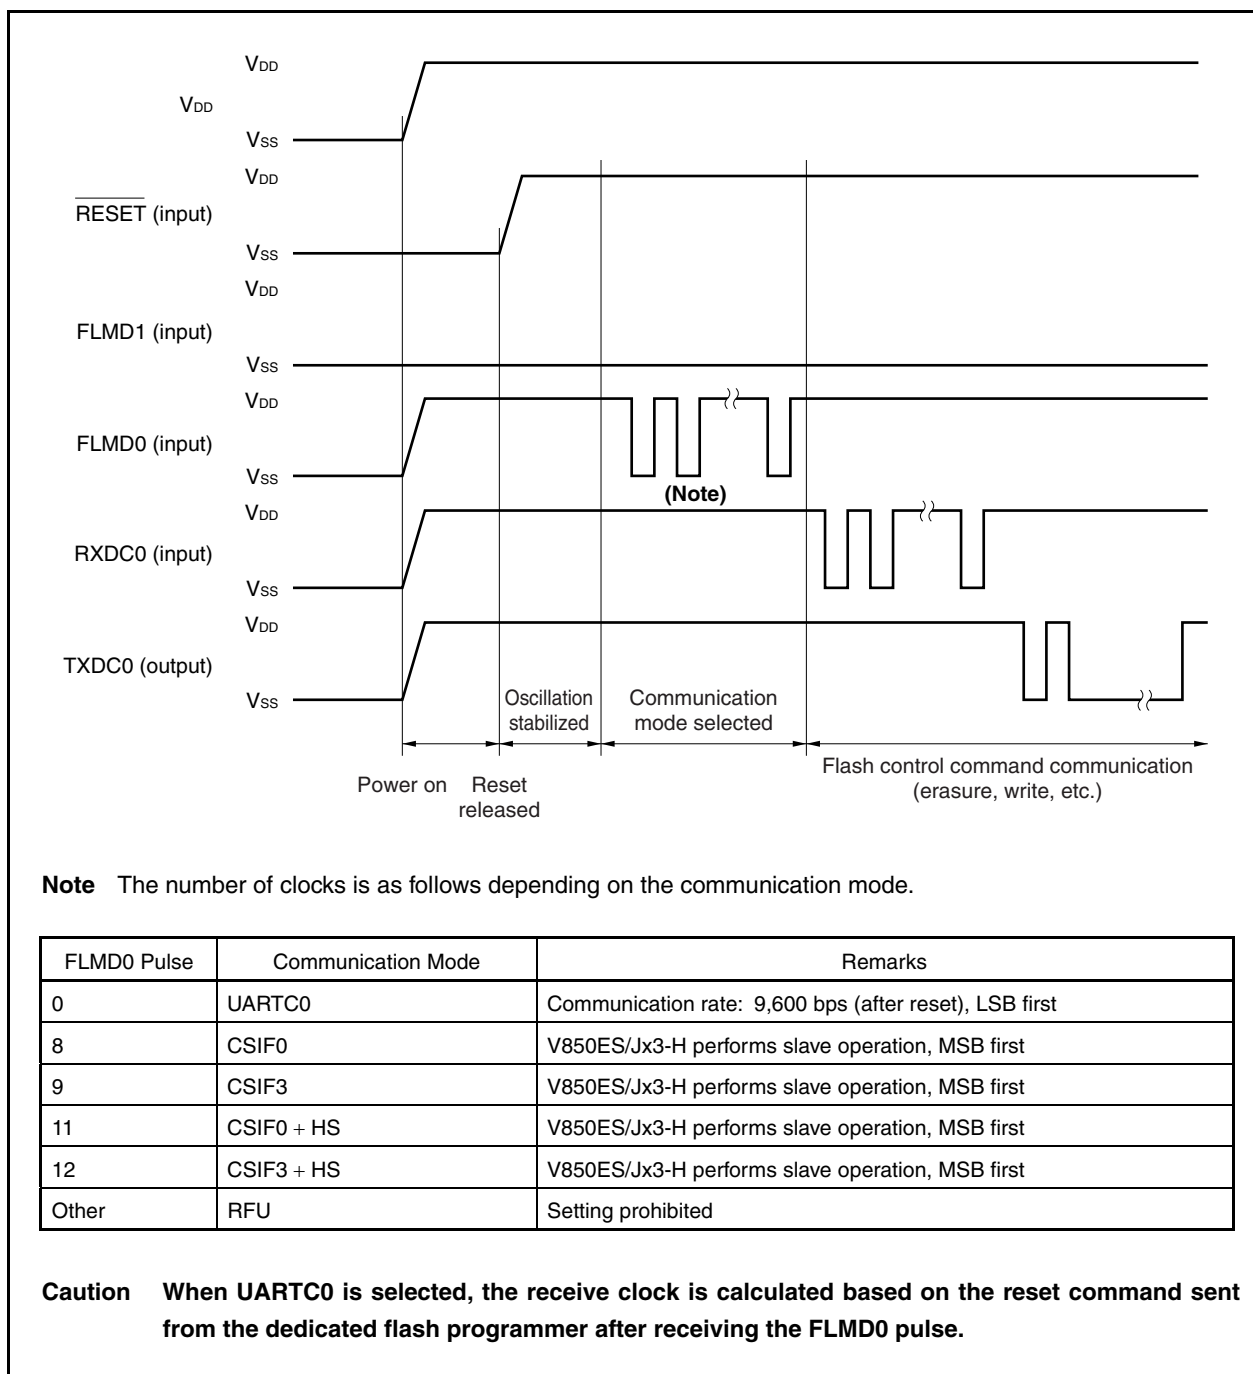 VDD
VDD
VSS
VDD
RESET (input)
VSS
VDD
FLMD1 (input)
VSS
VDD
FLMD0 (input)
VSS
(Note)
VDD
RXDC0 (input)
VSS
VDD
TXDC0 (output)
VSS
Oscillation
stabilized
Communication
mode selected
Power on
Reset
released
Flash control command communication
(erasure, write, etc.)
Note The number of clocks is as follows depending on the communication mode.
FLMD0 Pulse Communication Mode Remarks
0 UARTC0 Communication rate: 9,600 bps (after reset), LSB first
8 CSIF0 V850ES/Jx3-H performs slave operation, MSB first
9 CSIF3 V850ES/Jx3-H performs slave operation, MSB first
11 CSIF0 + HS V850ES/Jx3-H performs slave operation, MSB first
12 CSIF3 + HS V850ES/Jx3-H performs slave operation, MSB first
Other RFU Setting prohibited
Caution When UARTC0 is selected, the receive clock is calculated based on the reset command sent
from the dedicated flash programmer after receiving the FLMD0 pulse.